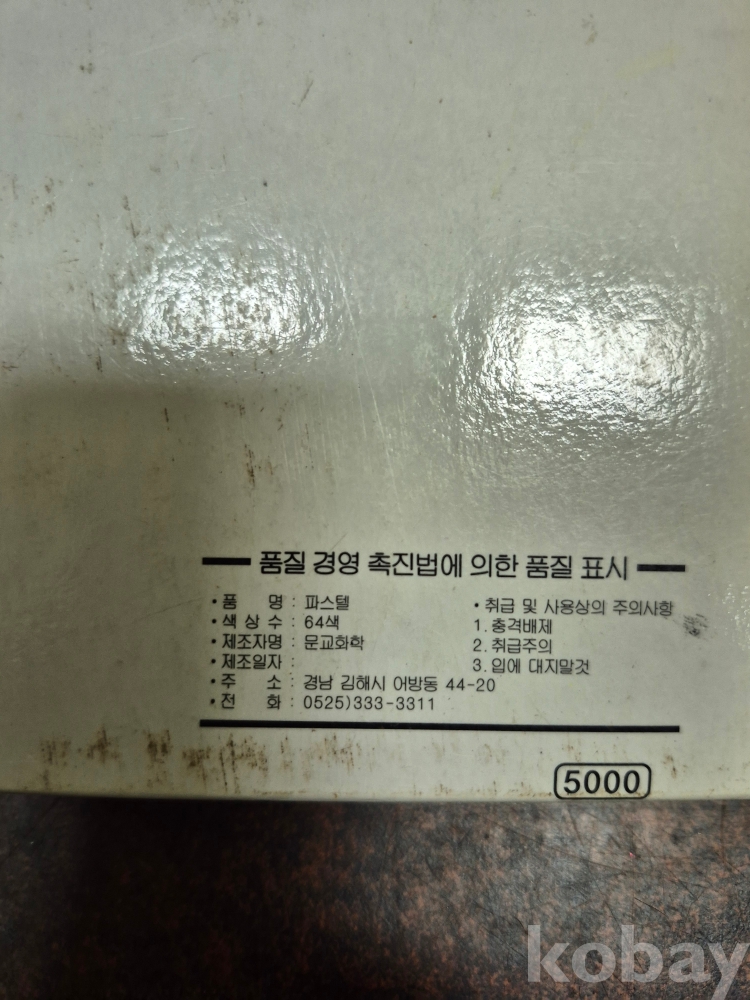 품질 경영 촉진법에 의한 품질 표시
• 품 명 : 파스텔
• 색 상 수 : 64색
• 제조자명 : 문교화학
• 제조일자 :
• 주 소 : 경남 김해시 어방동 44-20
• 전 화 : 0525)333-3311
• 취급 및 사용상의 주의사항
1. 충격배제
2. 취급주의
3. 입에 대지말것
5000
kobay